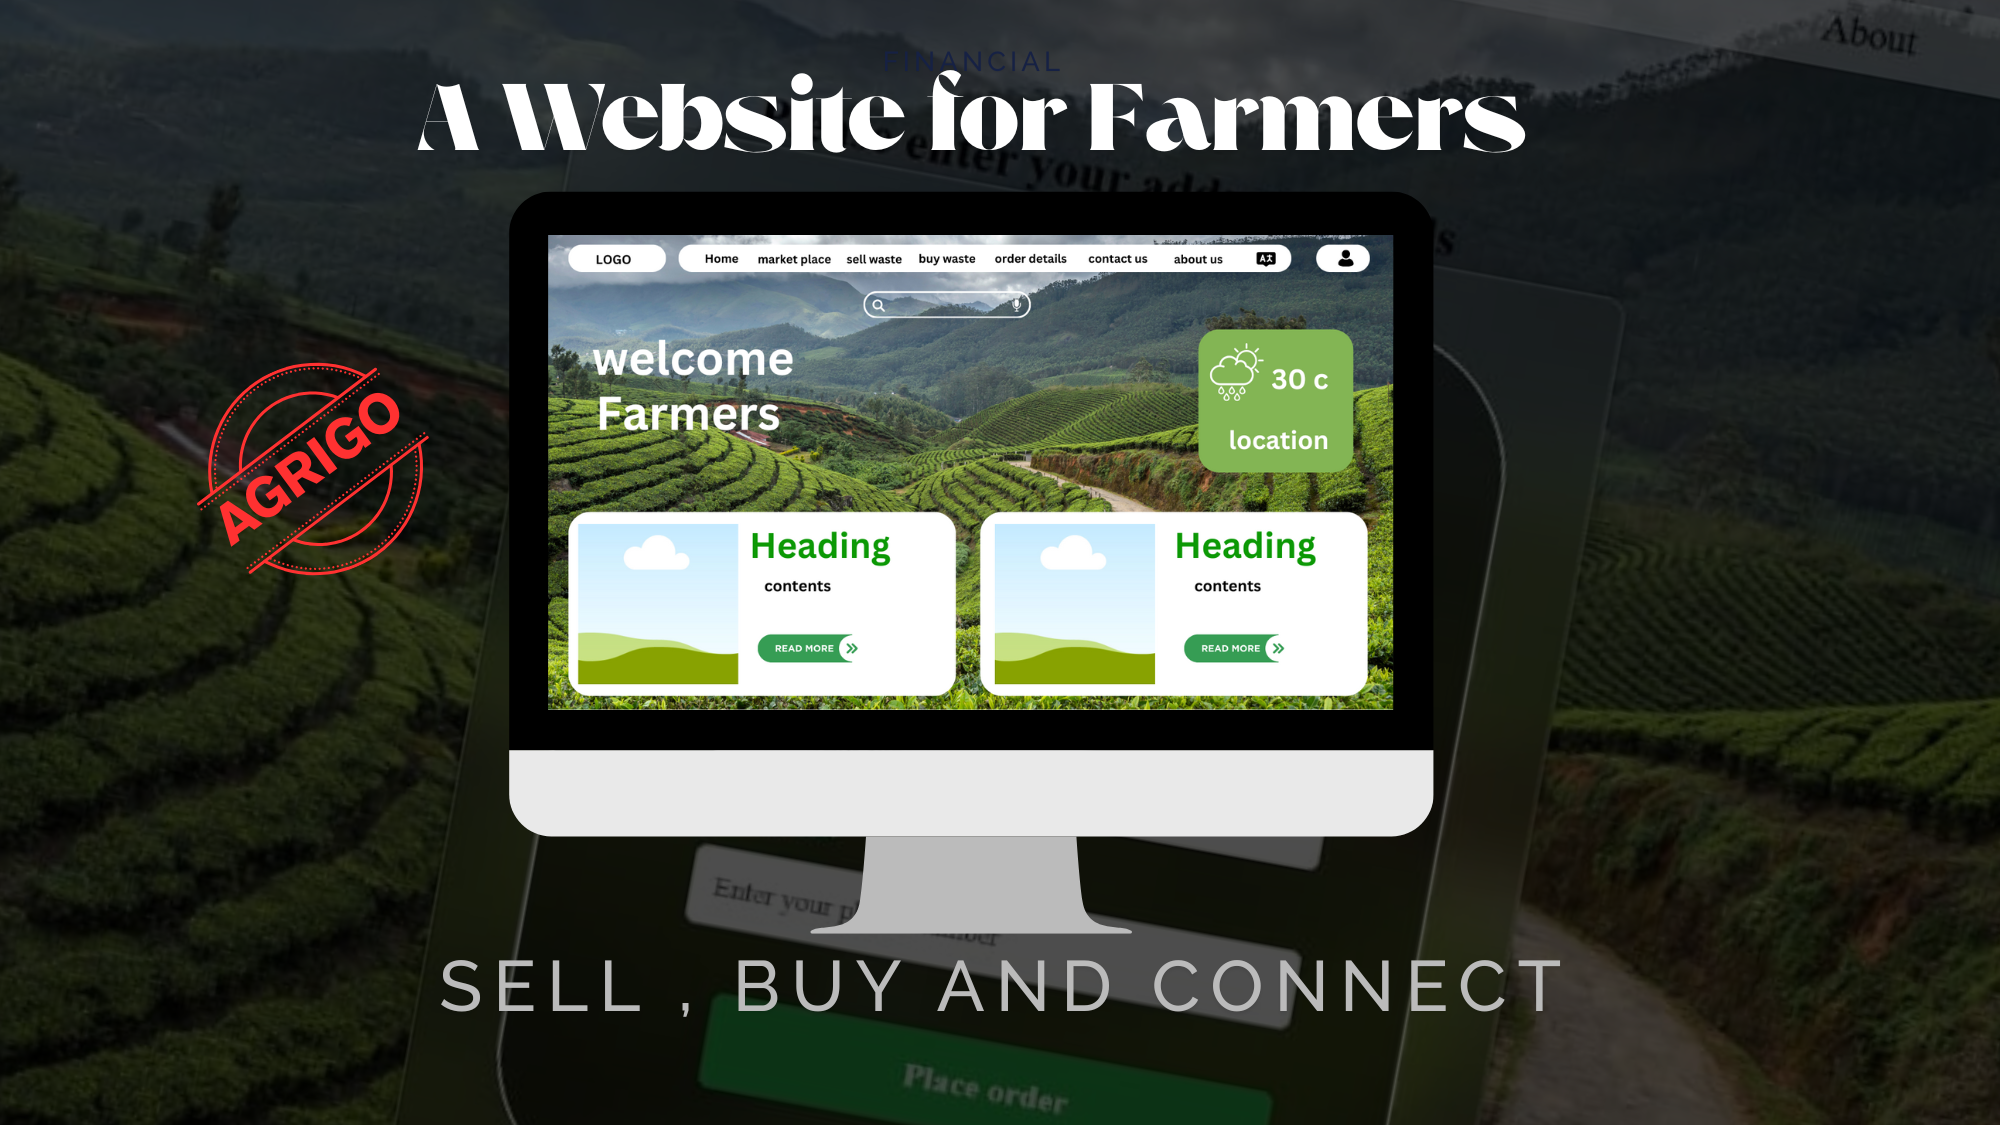 FINANCIAL
About
A Website for Farmers
enter your
LOGO
Home market place sell waste buy waste order details contact us about us
welcome
Farmers
30 c
location
AGRIGO
Heading
contents
READ MORE
Heading
contents
READ MORE
Enter your
SELL , BUY AND CONNECT
Place order